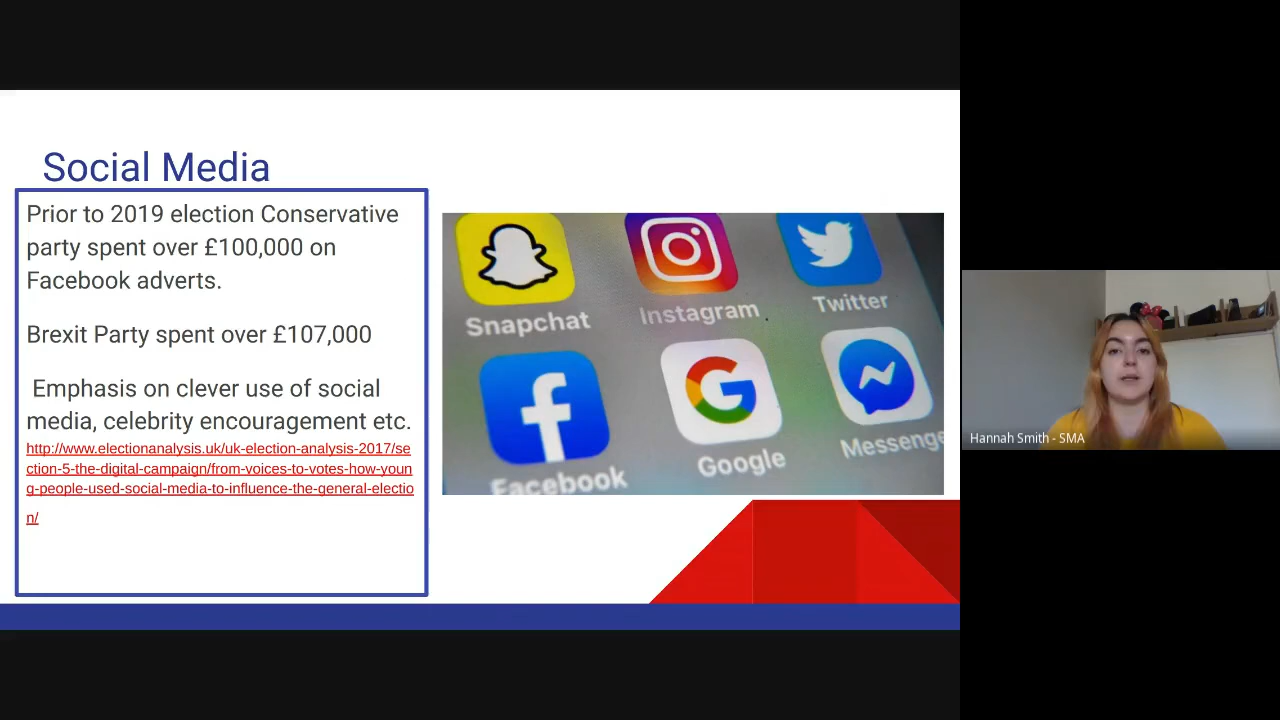 Social Media
Prior to 2019 election Conservative
party spent over £100,000 on
Facebook adverts.
Brexit Party spent over £107,000
Emphasis on clever use of social
media, celebrity encouragement etc.
http://www.electionanalysis.uk/uk-election-analysis-2017/se
ction-5-the-digital-campaign/from-voices-to-votes-how-youn
g-people-used-social-media-to-influence-the-general-electio
n/
Snapchat
Instagram
Twitter
Facebook
Google
Messenge
Hannah Smith - SMA